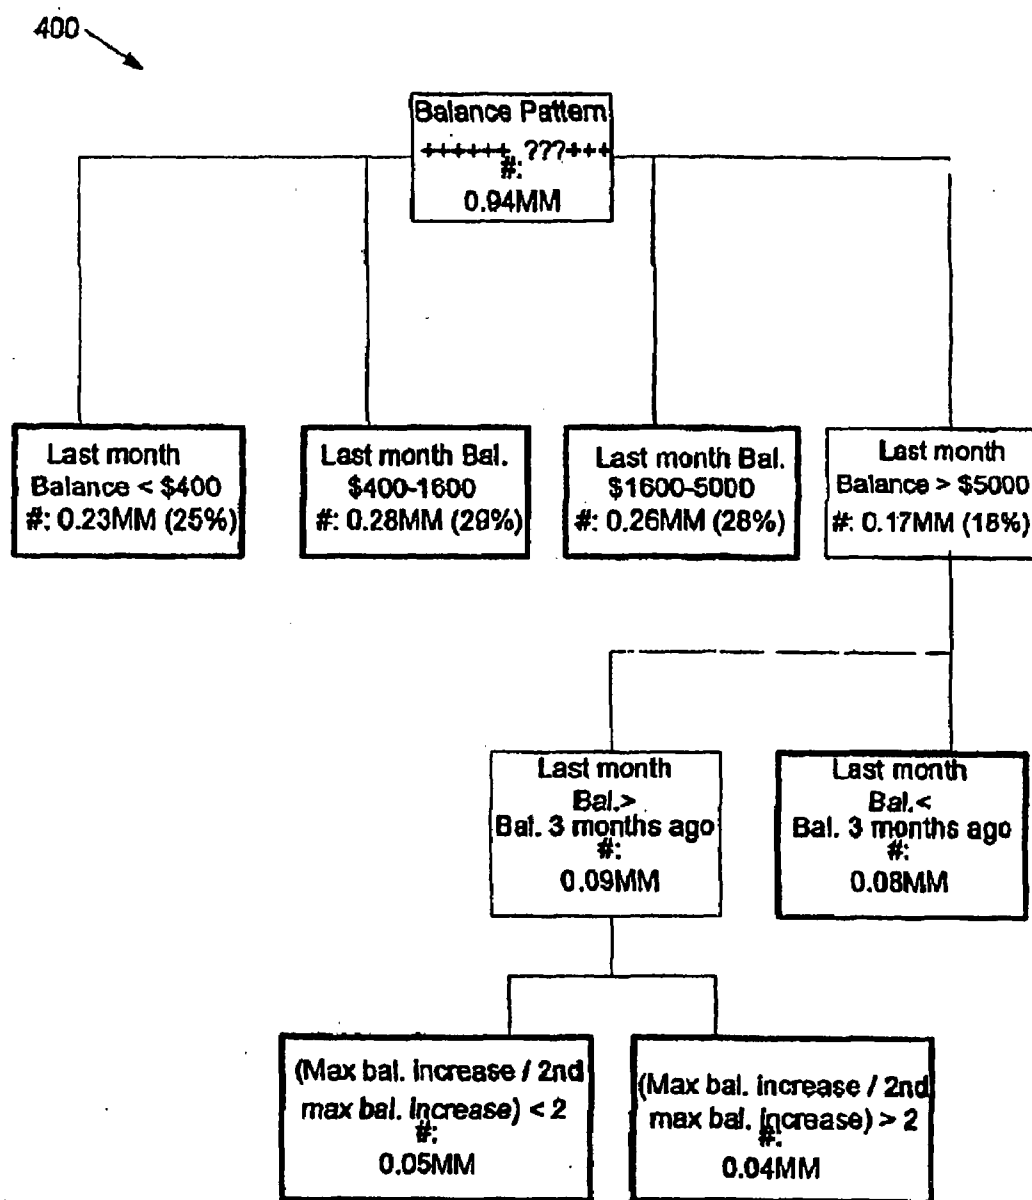 400
Balance Pattern
++++++ ???+++
#:
0.94MM
Last month
Balance < $400
#: 0.23MM (25%)
Last month Bal.
$400-1600
#: 0.28MM (29%)
Last month Bal.
$1600-5000
#: 0.26MM (28%)
Last month
Balance > $5000
#: 0.17MM (18%)
Last month
Bal.>
Bal. 3 months ago
#:
0.09MM
Last month
Bal.<
Bal. 3 months ago
#:
0.08MM
(Max bal. increase / 2nd
max bal. increase) < 2
#:
0.05MM
(Max bal. increase / 2nd
max bal. increase) > 2
#:
0.04MM